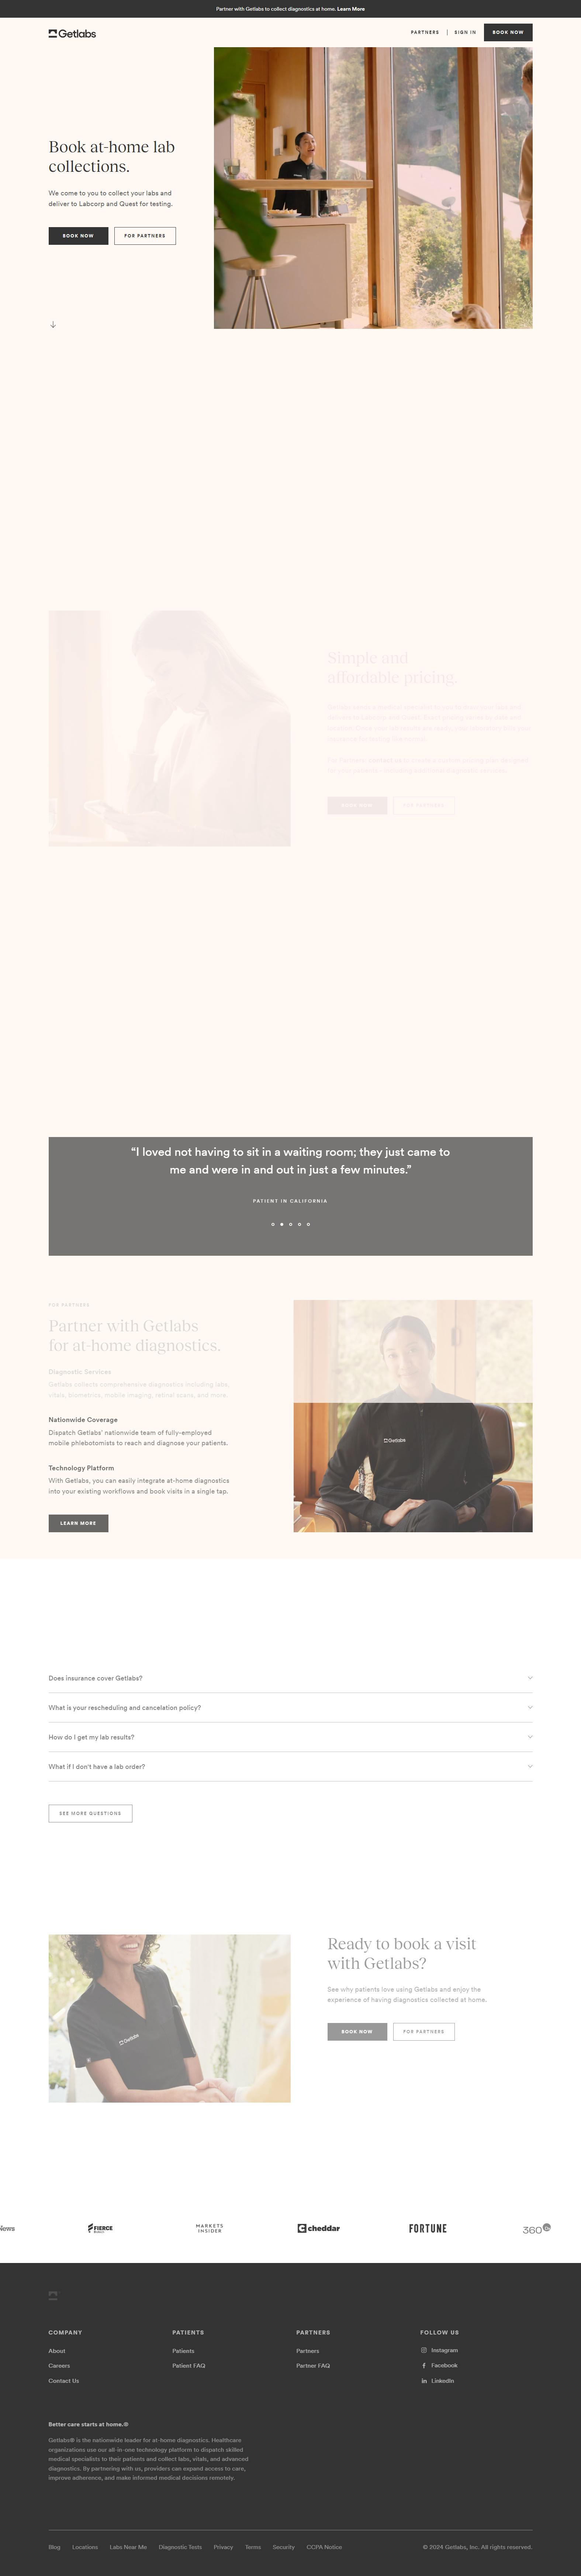 Partner with Getlabs to collect diagnostics at home. Learn More
Getlabs
PARTNERS
SIGN IN
BOOK NOW
Book at-home lab
collections.
We come to you to collect your labs and
deliver to Labcorp and Quest for testing.
BOOK NOW
FOR PARTNERS
Simple and
affordable pricing.
BOOK NOW
FOR PARTNERS
“I loved not having to sit in a waiting room; they just came to
me and were in and out in just a few minutes.”
PATIENT IN CALIFORNIA
FOR PARTNERS
Partner with Getlabs
for at-home diagnostics.
Diagnostic Services
Getlabs collects comprehensive diagnostics including labs,
vitals, biometrics, mobile imaging, retinal scans, and more.
Nationwide Coverage
Dispatch Getlabs' nationwide team of fully-employed
mobile phlebotomists to reach and diagnose your patients.
Technology Platform
With Getlabs, you can easily integrate at-home diagnostics
into your existing workflows and book visits in a single tap.
LEARN MORE
Getlabs
Does insurance cover Getlabs?
What is your rescheduling and cancelation policy?
How do I get my lab results?
What if I don't have a lab order?
SEE MORE QUESTIONS
Getlabs
Ready to book a visit
with Getlabs?
See why patients love using Getlabs and enjoy the
experience of having diagnostics collected at home.
BOOK NOW
FOR PARTNERS
News
FIERCE
MARKETS
INSIDER
cheddar
FORTUNE
360
COMPANY
About
Careers
Contact Us
PATIENTS
Patients
Patient FAQ
PARTNERS
Partners
Partner FAQ
FOLLOW US
Instagram
Facebook
LinkedIn
Better care starts at home.®
Getlabs® is the nationwide leader for at-home diagnostics. Healthcare
organizations use our all-in-one technology platform to dispatch skilled
medical specialists to their patients and collect labs, vitals, and advanced
diagnostics. By partnering with us, providers can expand access to care,
improve adherence, and make informed medical decisions remotely.
Blog
Locations
Labs Near Me
Diagnostic Tests
Privacy
Terms
Security
CCPA Notice
© 2024 Getlabs, Inc. All rights reserved.